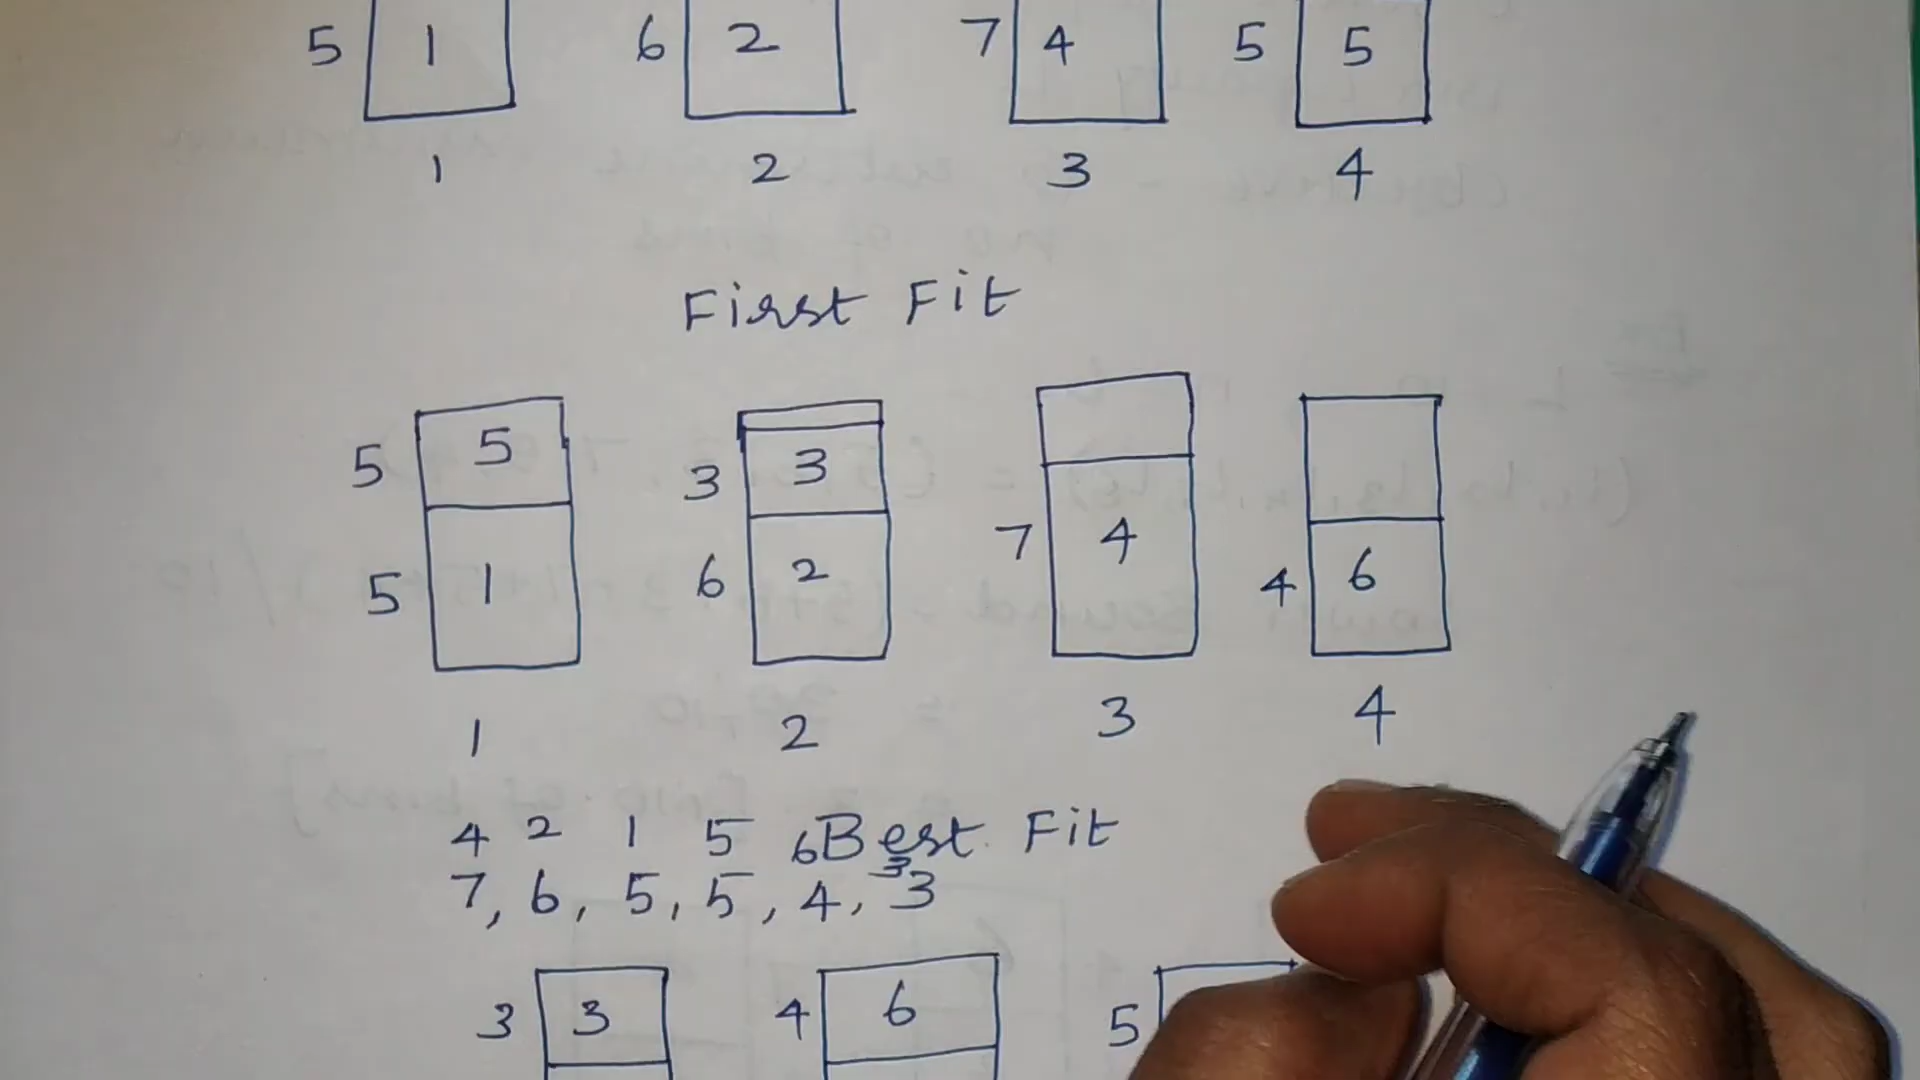 5 1 6 2 7 4 5 5
1 2 3 4
First Fit
5 5 3 3
5 1 6 2 7 4 4 6
1 2 3 4
4 2 1 5 6 3
Best Fit
7, 6, 5, 5, 4, 3
3 3 4 6 5